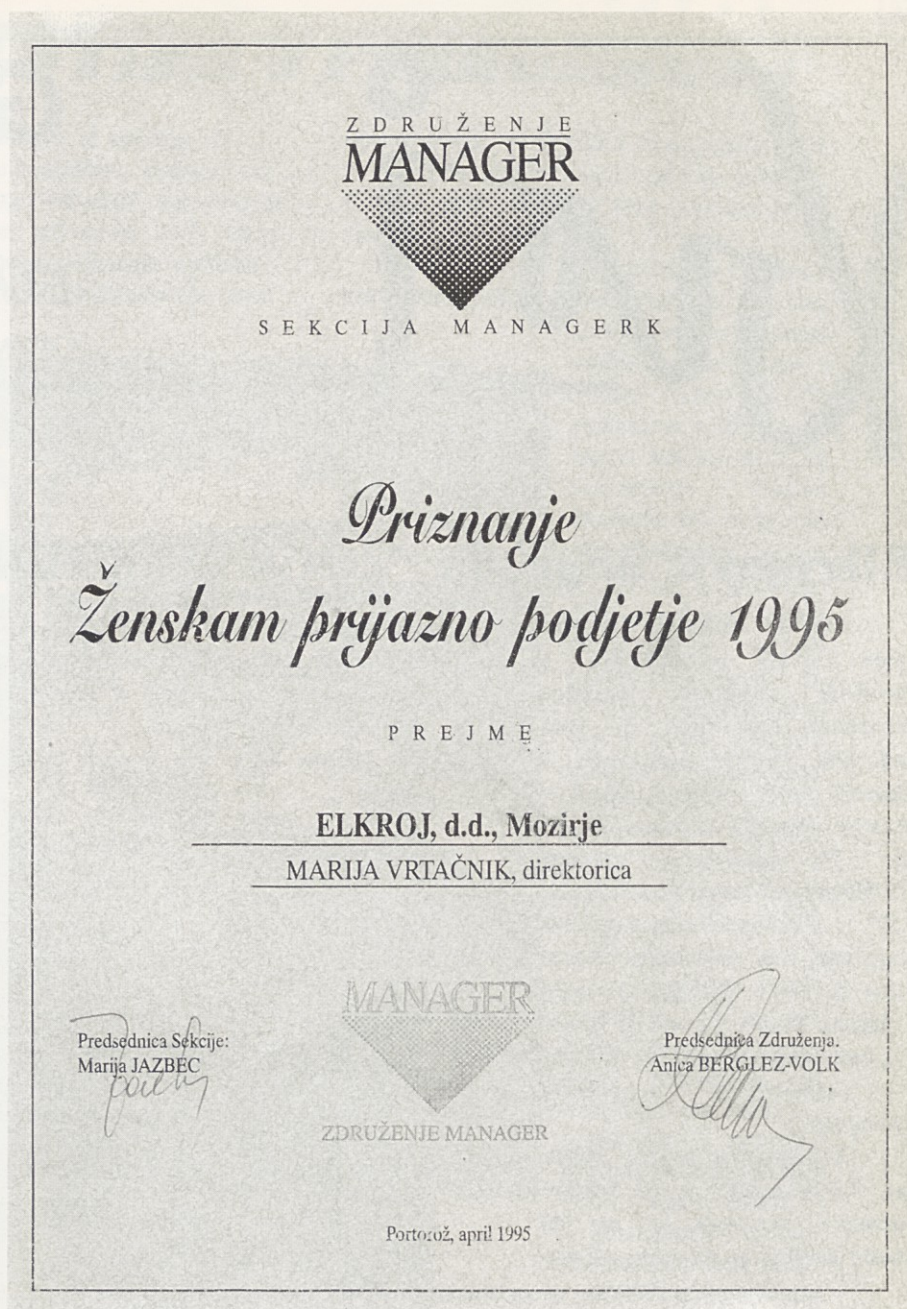 ZDRUŽENJE
MANAGER
SEKCIJA MANAGERK
Priznanje
Ženskam prijazno podjetje 1995
PREJME
ELKROJ, d.d., Mozirje
MARIJA VRTAČNIK, direktorica
MANAGER
ZDRUŽENJE MANAGER
Predsednica Sekcije:
Marija JAZBEC
Predsednica Združenja.
Anica BERGLEZ-VOLK
Portorož, april 1995